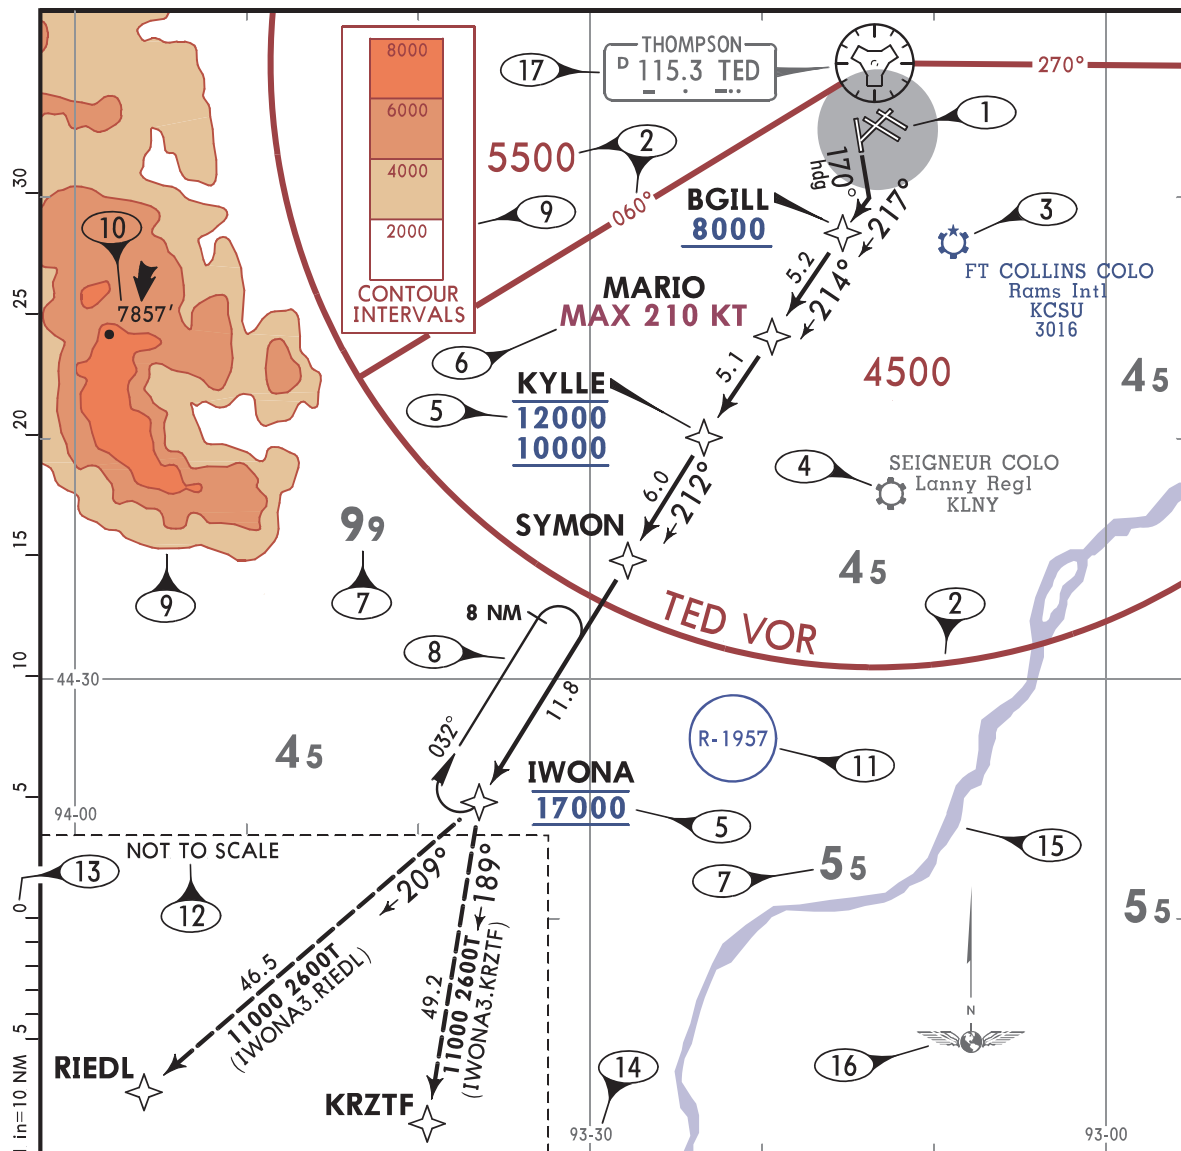 THOMPSON
D 115.3 TED
17
270°
1
8000
6000
4000
2000
CONTOUR
INTERVALS
5500
2
9
060°
170°
hdg
BGILL
8000
217°
3
FT COLLINS COLO
Rams Intl
KCSU
3016
30
10
7857'
25
MARIO
MAX 210 KT
5.2
214°
6
5.1
4500
45
KYLLE
12000
10000
5
20
6.0
212°
4
SEIGNEUR COLO
Lanny Regl
KLNY
SYMON
99
7
45
15
9
8 NM
TED VOR
2
8
10
44-30
11.8
032°
R-1957
11
45
IWONA
17000
5
5
94-00
NOT TO SCALE
13
12
0
209°
189°
7
55
15
55
46.5
11000 2600T
(IWONA3.RIEDL)
49.2
11000 2600T
(IWONA3.KRZTF)
5
N
16
14
RIEDL
KRZTF
1 in=10 NM
93-30
93-00